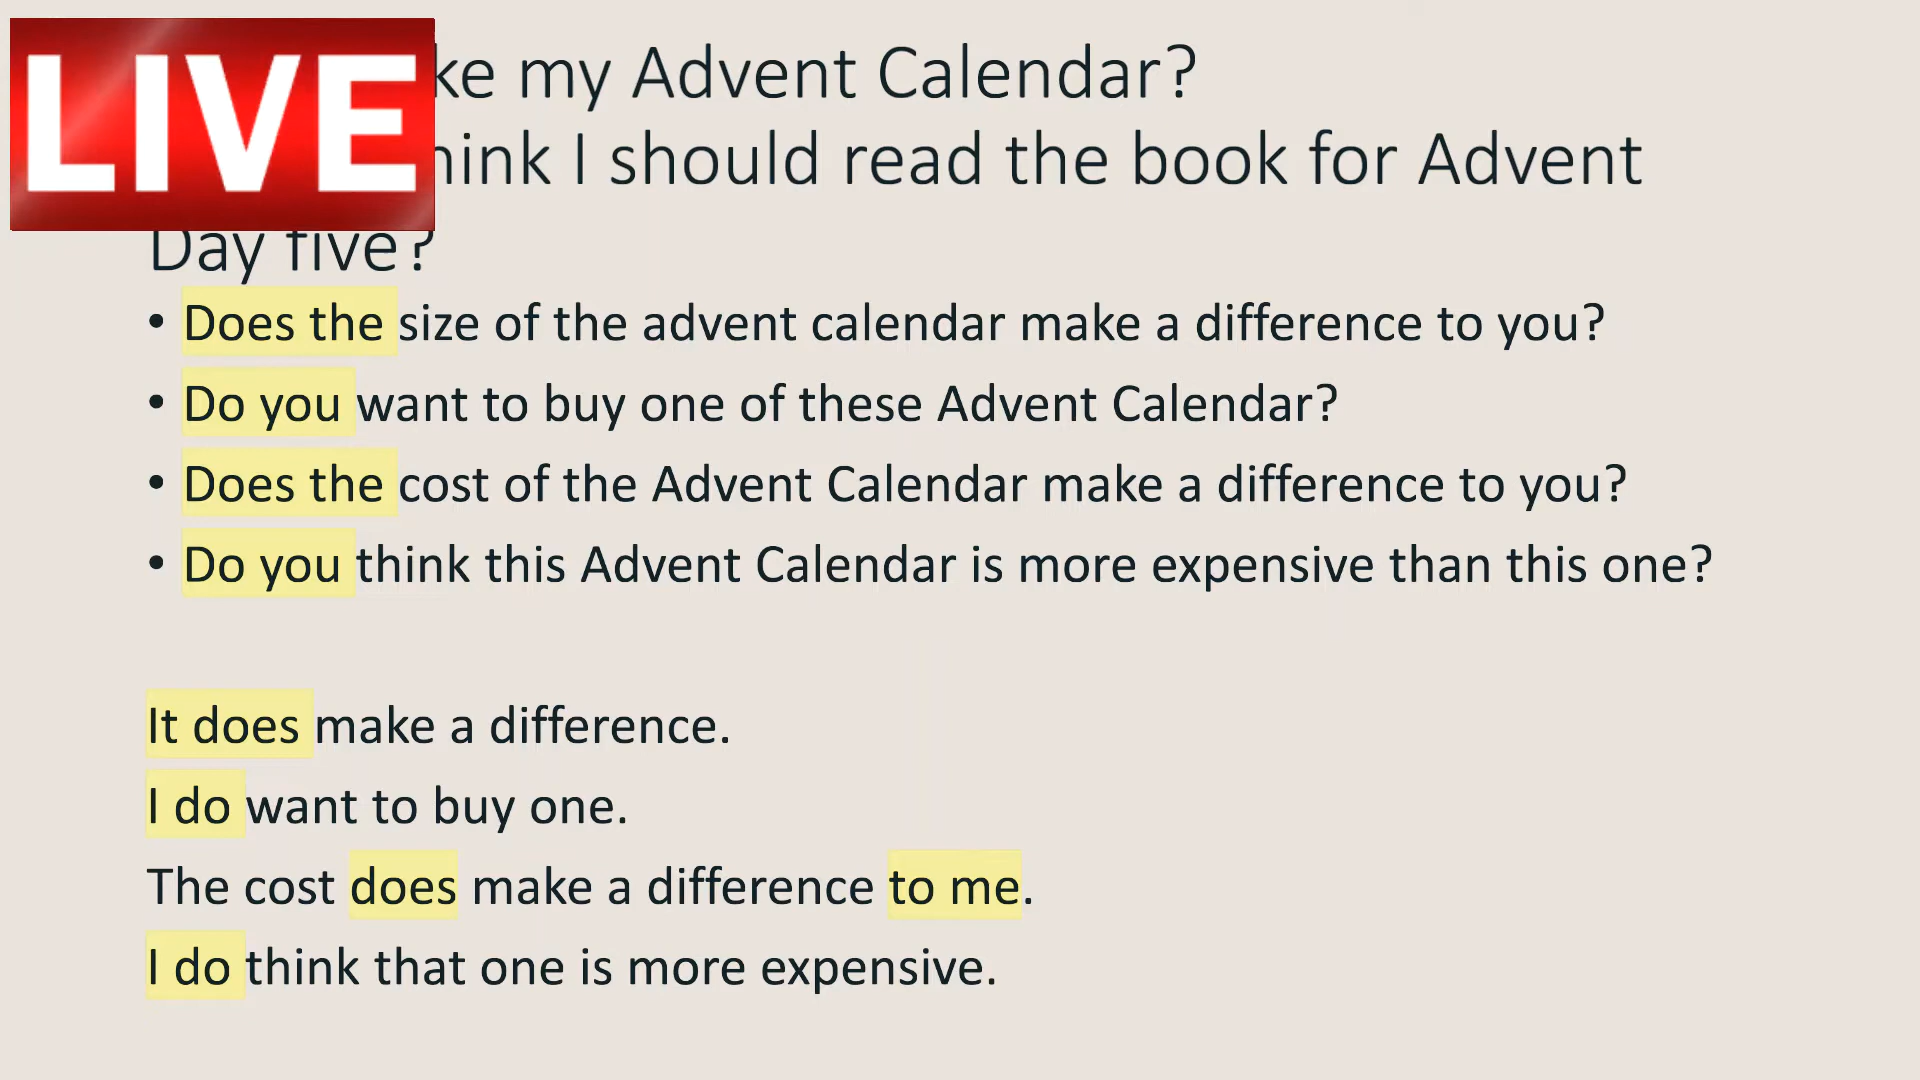 LIVE
my Advent Calendar?
I should read the book for Advent
Day five?
• Does the size of the advent calendar make a difference to you?
• Do you want to buy one of these Advent Calendar?
• Does the cost of the Advent Calendar make a difference to you?
• Do you think this Advent Calendar is more expensive than this one?
It does make a difference.
I do want to buy one.
The cost does make a difference to me.
I do think that one is more expensive.